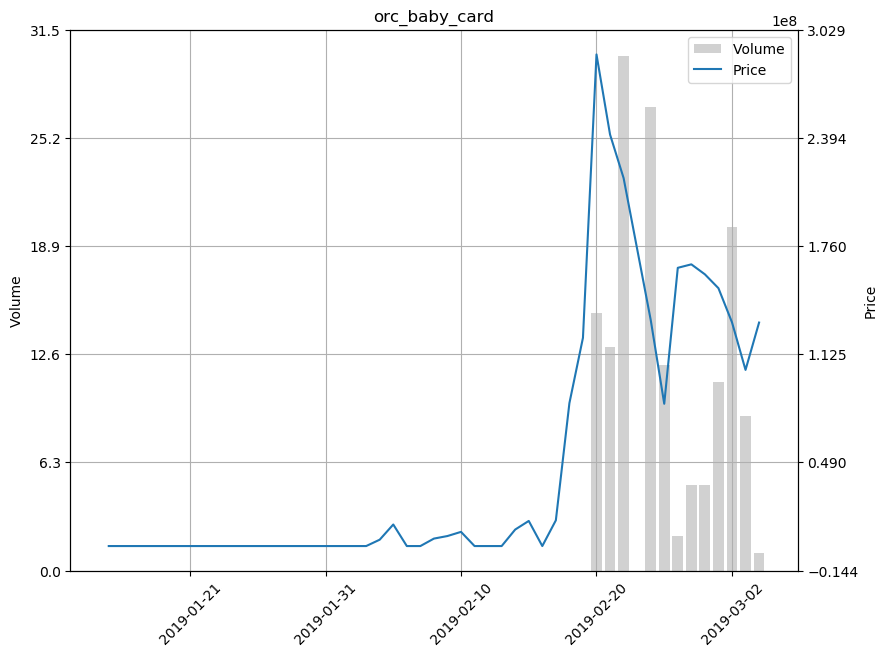 orc_baby_card
1e8
31.5
25.2
18.9
12.6
6.3
0.0
Volume
3.029
2.394
1.760
1.125
0.490
−0.144
Price
Volume
Price
2019-01-21
2019-01-31
2019-02-10
2019-02-20
2019-03-02